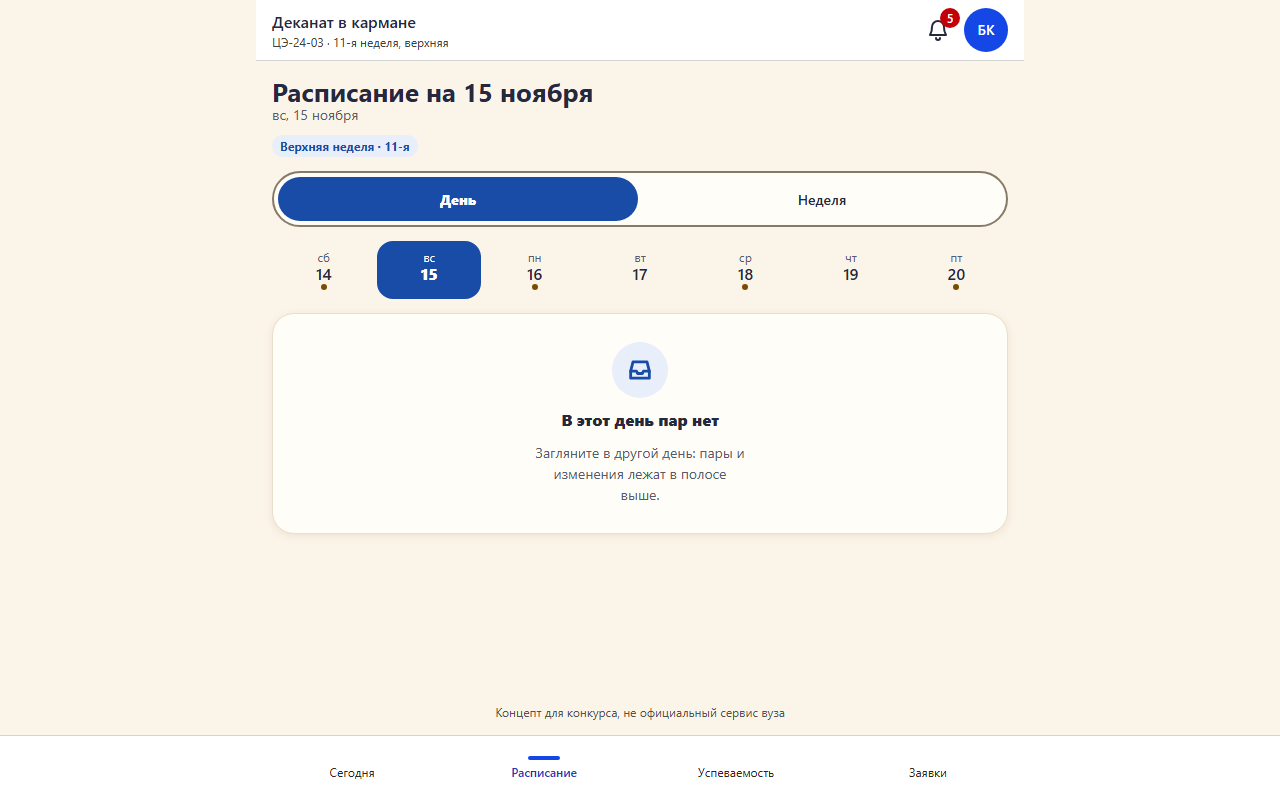 Деканат в кармане
5
БК
ЦЭ-24-03 · 11-я неделя, верхняя
Расписание на 15 ноября
вс, 15 ноября
Верхняя неделя · 11-я
День
Неделя
сб
вс
пн
вт
ср
чт
пт
14
15
16
17
18
19
20
В этот день пар нет
Загляните в другой день: пары и
изменения лежат в полосе
выше.
Концепт для конкурса, не официальный сервис вуза
Сегодня
Расписание
Успеваемость
Заявки